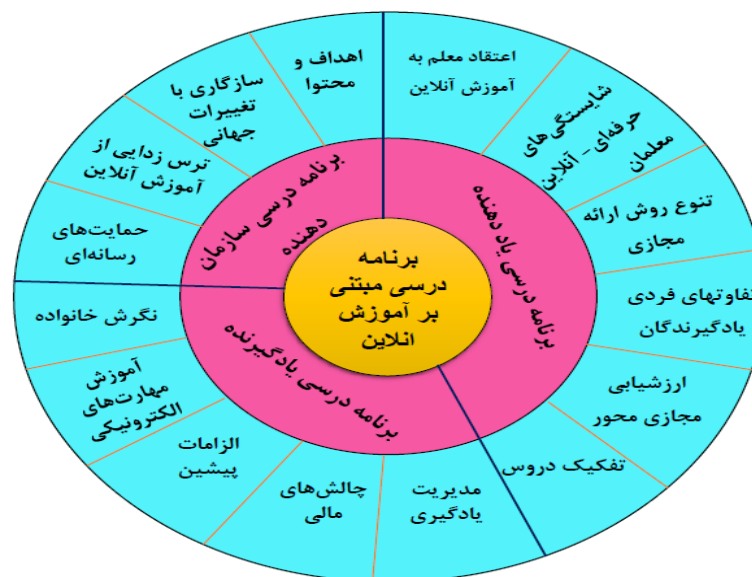 برنامه
درسی مبتنی
بر آموزش
انلاین
برنامه درسی یاد دهنده
اعتقاد معلم به
آموزش آنلاین
شایستگی‌های
حرفه‌ای - آنلاین
معلمان
تنوع روش ارائه
مجازی
تفاوتهای فردی
یادگیرندگان
ارزشیابی
مجازی محور
تفکیک دروس
برنامه درسی یادگیرنده
مدیریت
یادگیری
چالش‌های
مالی
الزامات
پیشین
آموزش
مهارت‌های
الکترونیکی
نگرش خانواده
برنامه درسی سازمان
دهنده
حمایت‌های
رسانه‌ای
ترس زدایی از
آموزش آنلاین
سازگاری با
تغییرات
جهانی
اهداف و
محتوا